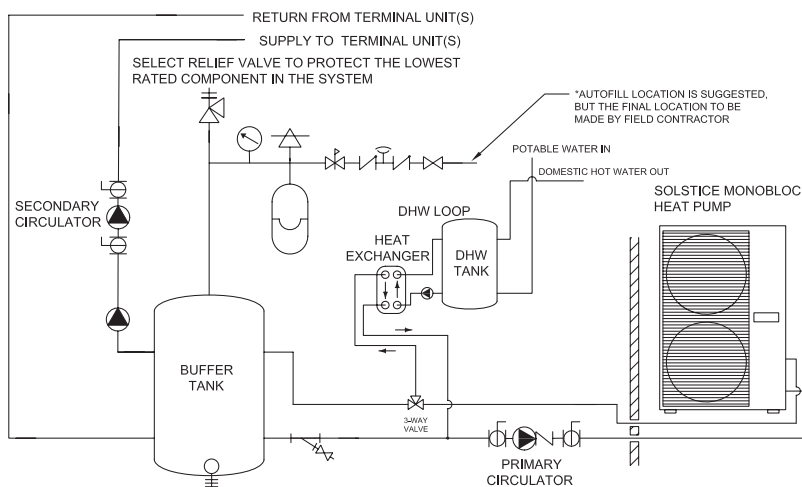 RETURN FROM TERMINAL UNIT(S)
SUPPLY TO TERMINAL UNIT(S)
SELECT RELIEF VALVE TO PROTECT THE LOWEST
RATED COMPONENT IN THE SYSTEM
*AUTOFILL LOCATION IS SUGGESTED,
BUT THE FINAL LOCATION TO BE
MADE BY FIELD CONTRACTOR
POTABLE WATER IN
DOMESTIC HOT WATER OUT
SOLSTICE MONOBLOC
HEAT PUMP
SECONDARY
CIRCULATOR
DHW LOOP
HEAT
EXCHANGER
DHW
TANK
BUFFER
TANK
3-WAY
VALVE
PRIMARY
CIRCULATOR